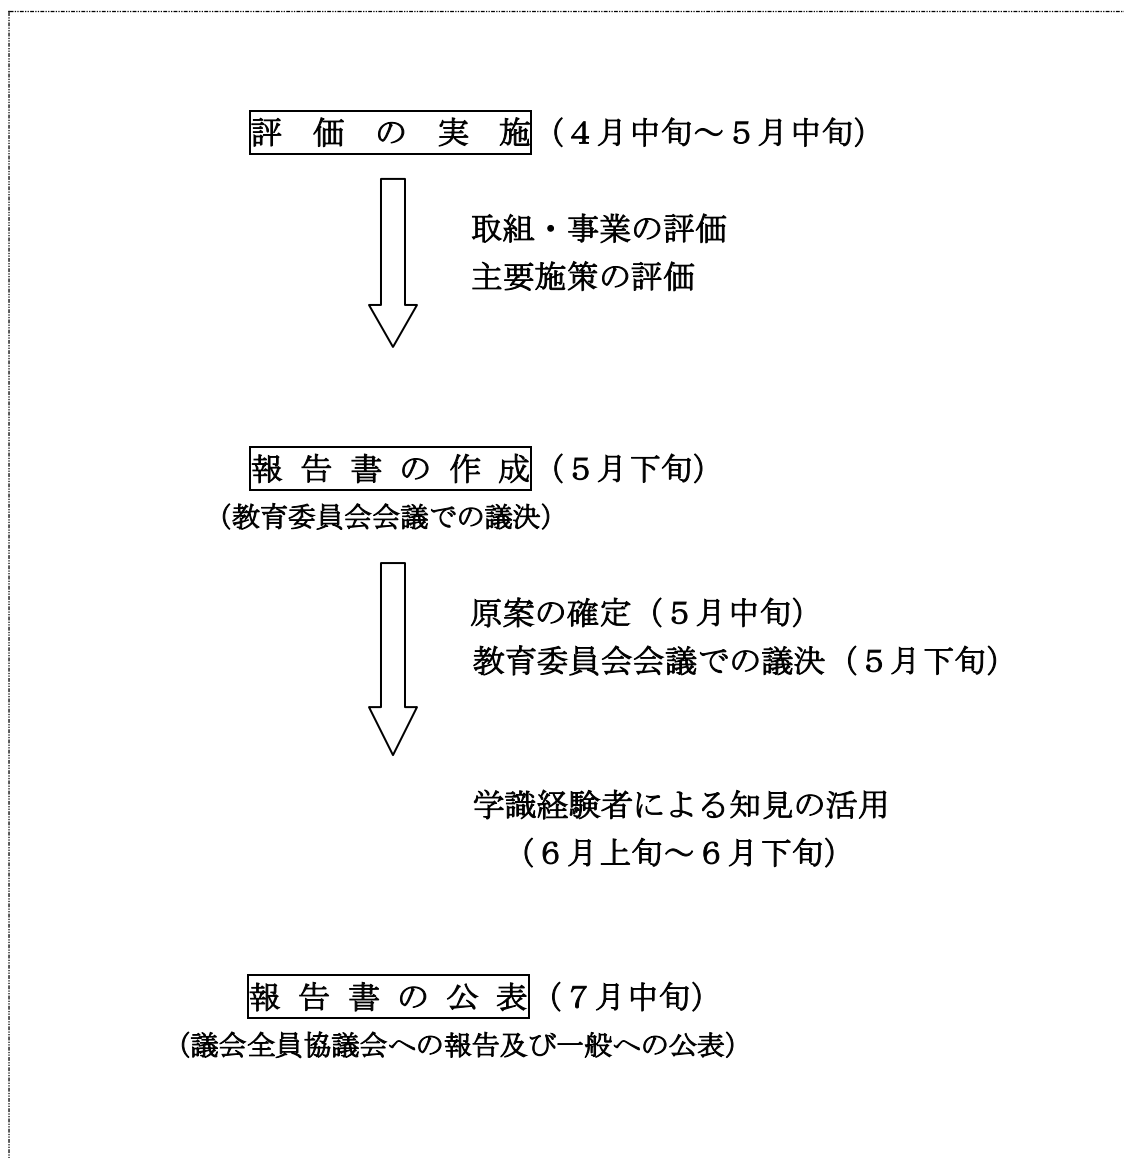 評価の実施（４月中旬～５月中旬）
取組・事業の評価
主要施策の評価
報告書の作成（５月下旬）
（教育委員会会議での議決）
原案の確定（５月中旬）
教育委員会会議での議決（５月下旬）
学識経験者による知見の活用
（６月上旬～６月下旬）
報告書の公表（７月中旬）
（議会全員協議会への報告及び一般への公表）